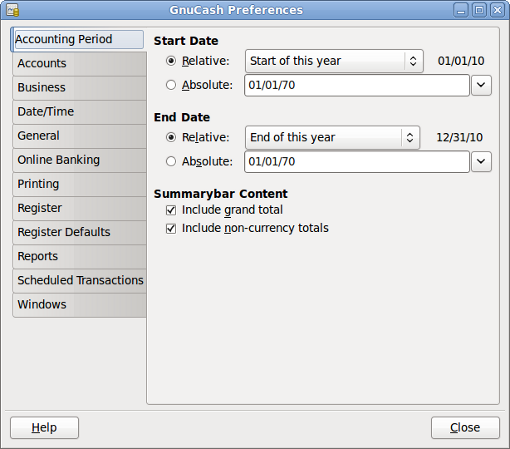 GnuCash Preferences
Accounting Period
Accounts
Business
Date/Time
General
Online Banking
Printing
Register
Register Defaults
Reports
Scheduled Transactions
Windows
Start Date
Relative: Start of this year 01/01/10
Absolute: 01/01/70
End Date
Relative: End of this year 12/31/10
Absolute: 01/01/70
Summarybar Content
Include grand total
Include non-currency totals
Help Close